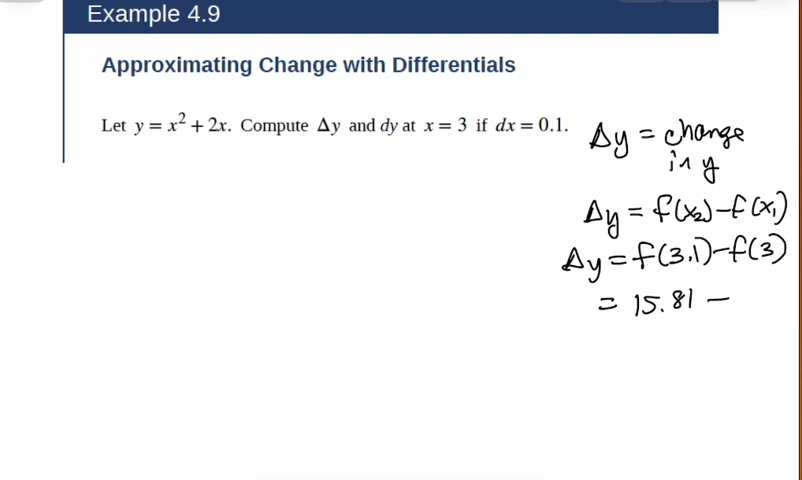 Example 4.9
Approximating Change with Differentials
Let y = x² + 2x. Compute Δy and dy at x = 3 if dx = 0.1.
Δy = change
in y
Δy = f(x₂) − f(x₁)
Δy = f(3.1) − f(3)
= 15.81 −